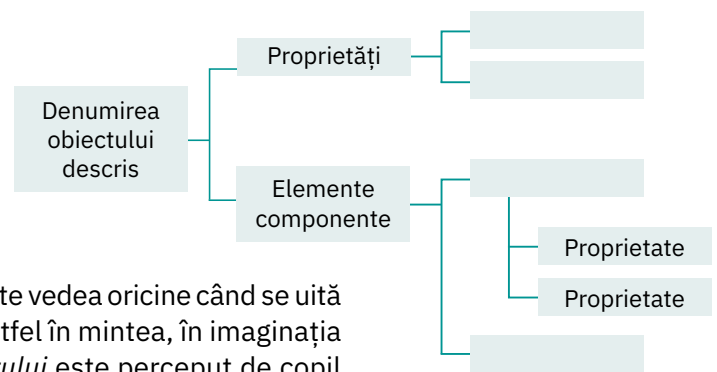 Proprietăți
Denumirea
obiectului
descris
Elemente
componente
Proprietate
Proprietate
te vedea oricine când se uită
tfel în mintea, în imaginația
este perceput de copil